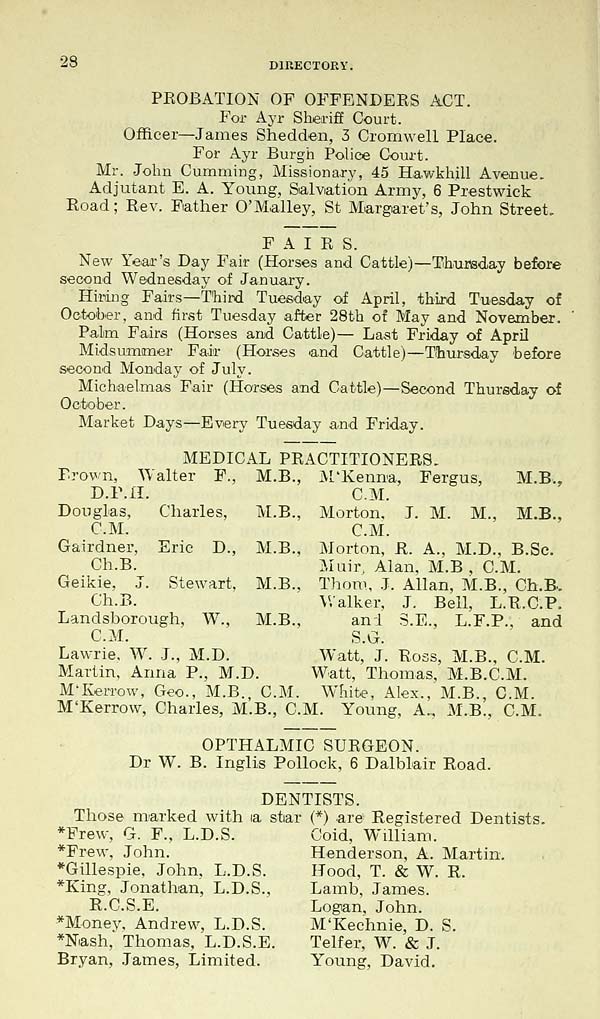 28
DIRECTORY.
PROBATION OF OFFENDERS ACT.
For Ayr Sheriff Court.
Officer—James Shedden, 3 Cromwell Place.
For Ayr Burgh Police Court.
Mr. John Cumming, Missionary, 45 Hawkhill Avenue.
Adjutant E. A. Young, Salvation Army, 6 Prestwick
Road; Rev. Father O'Malley, St Margaret's, John Street.
FAIRS.
New Year's Day Fair (Horses and Cattle)—Thursday before
second Wednesday of January.
Hiring Fairs—Third Tuesday of April, third Tuesday of
October, and first Tuesday after 28th of May and November.
Palm Fairs (Horses and Cattle)— Last Friday of April
Midsummer Fair (Horses and Cattle)—Thursday before
second Monday of July.
Michaelmas Fair (Horses and Cattle)—Second Thursday of
October.
Market Days—Every Tuesday and Friday.
MEDICAL PRACTITIONERS.
Brown, Walter F., M.B.,
D.P.H.
Douglas, Charles, M.B.,
C.M.
Gairdner, Eric D., M.B.,
Ch.B.
Geikie, J. Stewart, M.B.,
Ch.B.
Landsborough, W., M.B.,
C.M.
Lawrie, W. J., M.D.
Martin, Anna P., M.D.
M'Kerrow, Geo., M.B., C.M.
M'Kerrow, Charles, M.B., C.M.
M'Kenna, Fergus, M.B.,
C.M.
Morton, J. M. M., M.B.,
C.M.
Morton, R. A., M.D., B.Sc.
Muir, Alan, M.B , C.M.
Thom, J. Allan, M.B., Ch.B.
Walker, J. Bell, L.R.C.P.
and S.E., L.F.P., and
S.G.
Watt, J. Ross, M.B., C.M.
Watt, Thomas, M.B.C.M.
White, Alex., M.B., C.M.
Young, A., M.B., C.M.
OPTHALMIC SURGEON.
Dr W. B. Inglis Pollock, 6 Dalblair Road.
DENTISTS.
Those marked with a star (*) are Registered Dentists.
*Frew, G. F., L.D.S.
*Frew, John.
*Gillespie, John, L.D.S.
*King, Jonathan, L.D.S.,
R.C.S.E.
*Money, Andrew, L.D.S.
*Nash, Thomas, L.D.S.E.
Bryan, James, Limited.
Coid, William.
Henderson, A. Martin.
Hood, T. & W. R.
Lamb, James.
Logan, John.
M'Kechnie, D. S.
Telfer, W. & J.
Young, David.